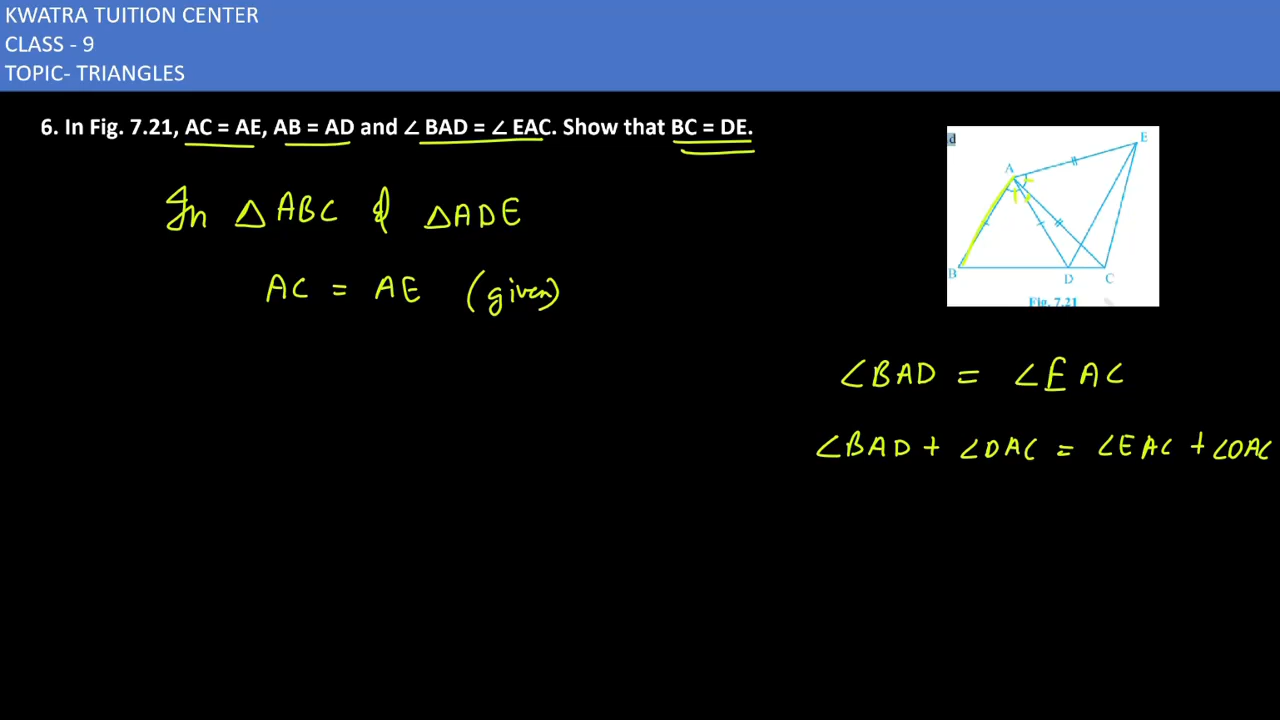 KWATRA TUITION CENTER
CLASS - 9
TOPIC- TRIANGLES
6. In Fig. 7.21, AC = AE, AB = AD and ∠ BAD = ∠ EAC. Show that BC = DE.
d
E
A
B
D
C
Fig. 7.21
In △ABC & △ADE
AC = AE (given)
∠BAD = ∠EAC
∠BAD + ∠DAC = ∠EAC + ∠DAC